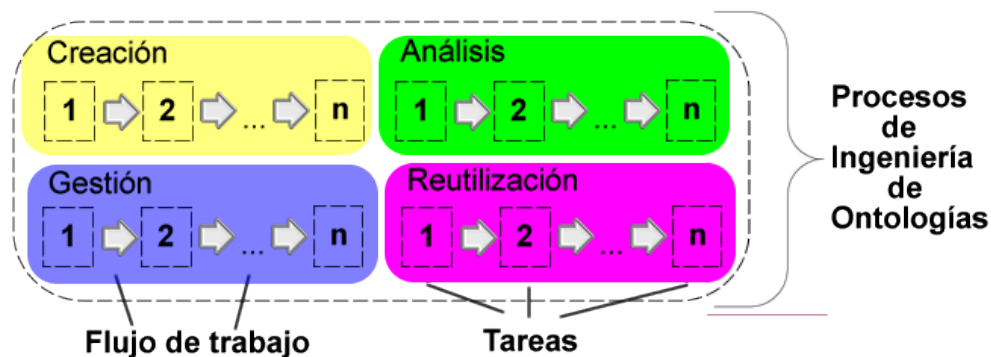 Creación
1 2 ... n
Análisis
1 2 ... n
Gestión
1 2 ... n
Reutilización
1 2 ... n
Procesos
de
Ingeniería
de
Ontologías
Flujo de trabajo
Tareas